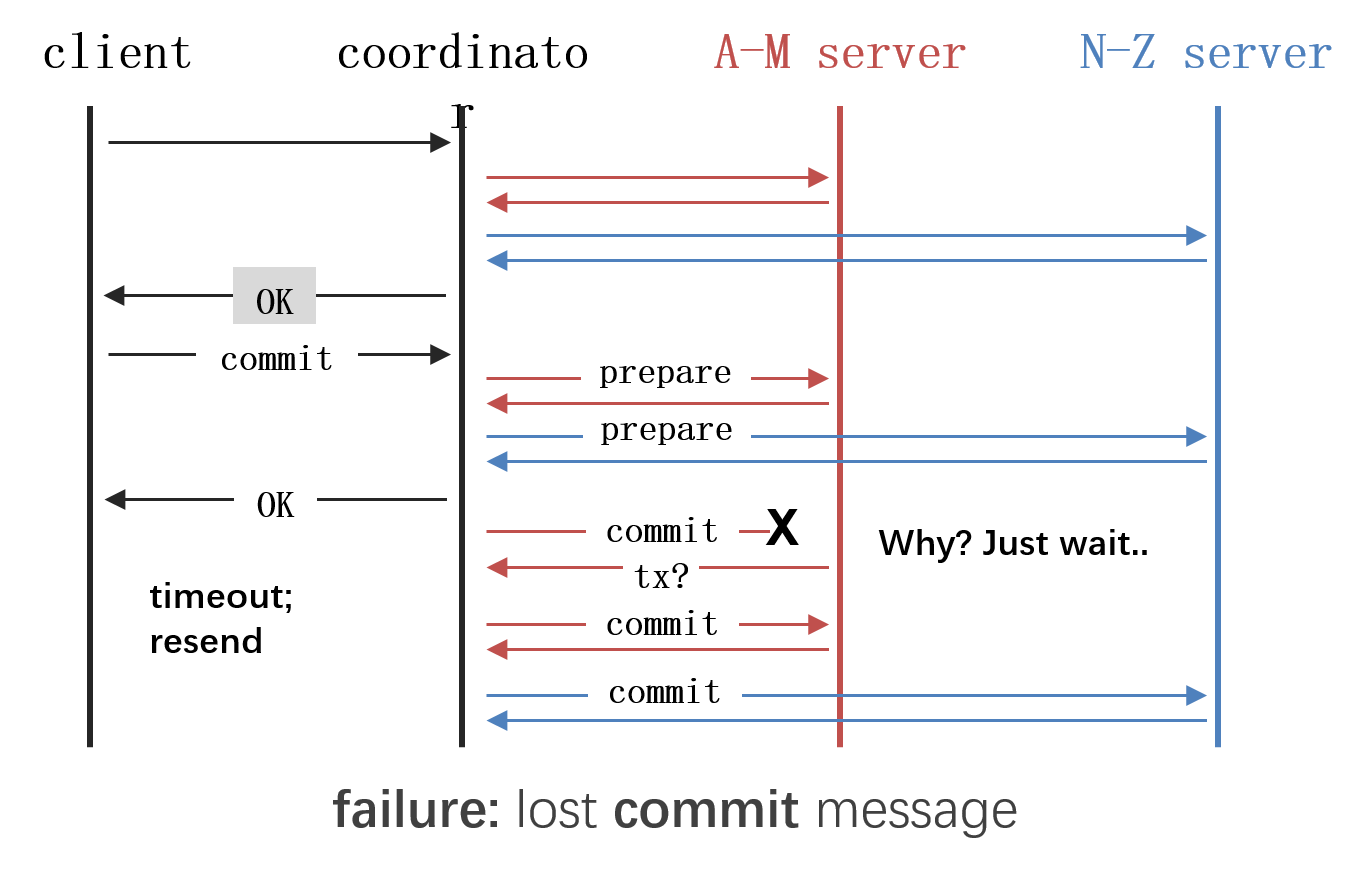 client
coordinato
r
A-M server
N-Z server
OK
commit
prepare
prepare
OK
commit X
Why? Just wait..
tx?
timeout;
resend
commit
commit
failure: lost commit message